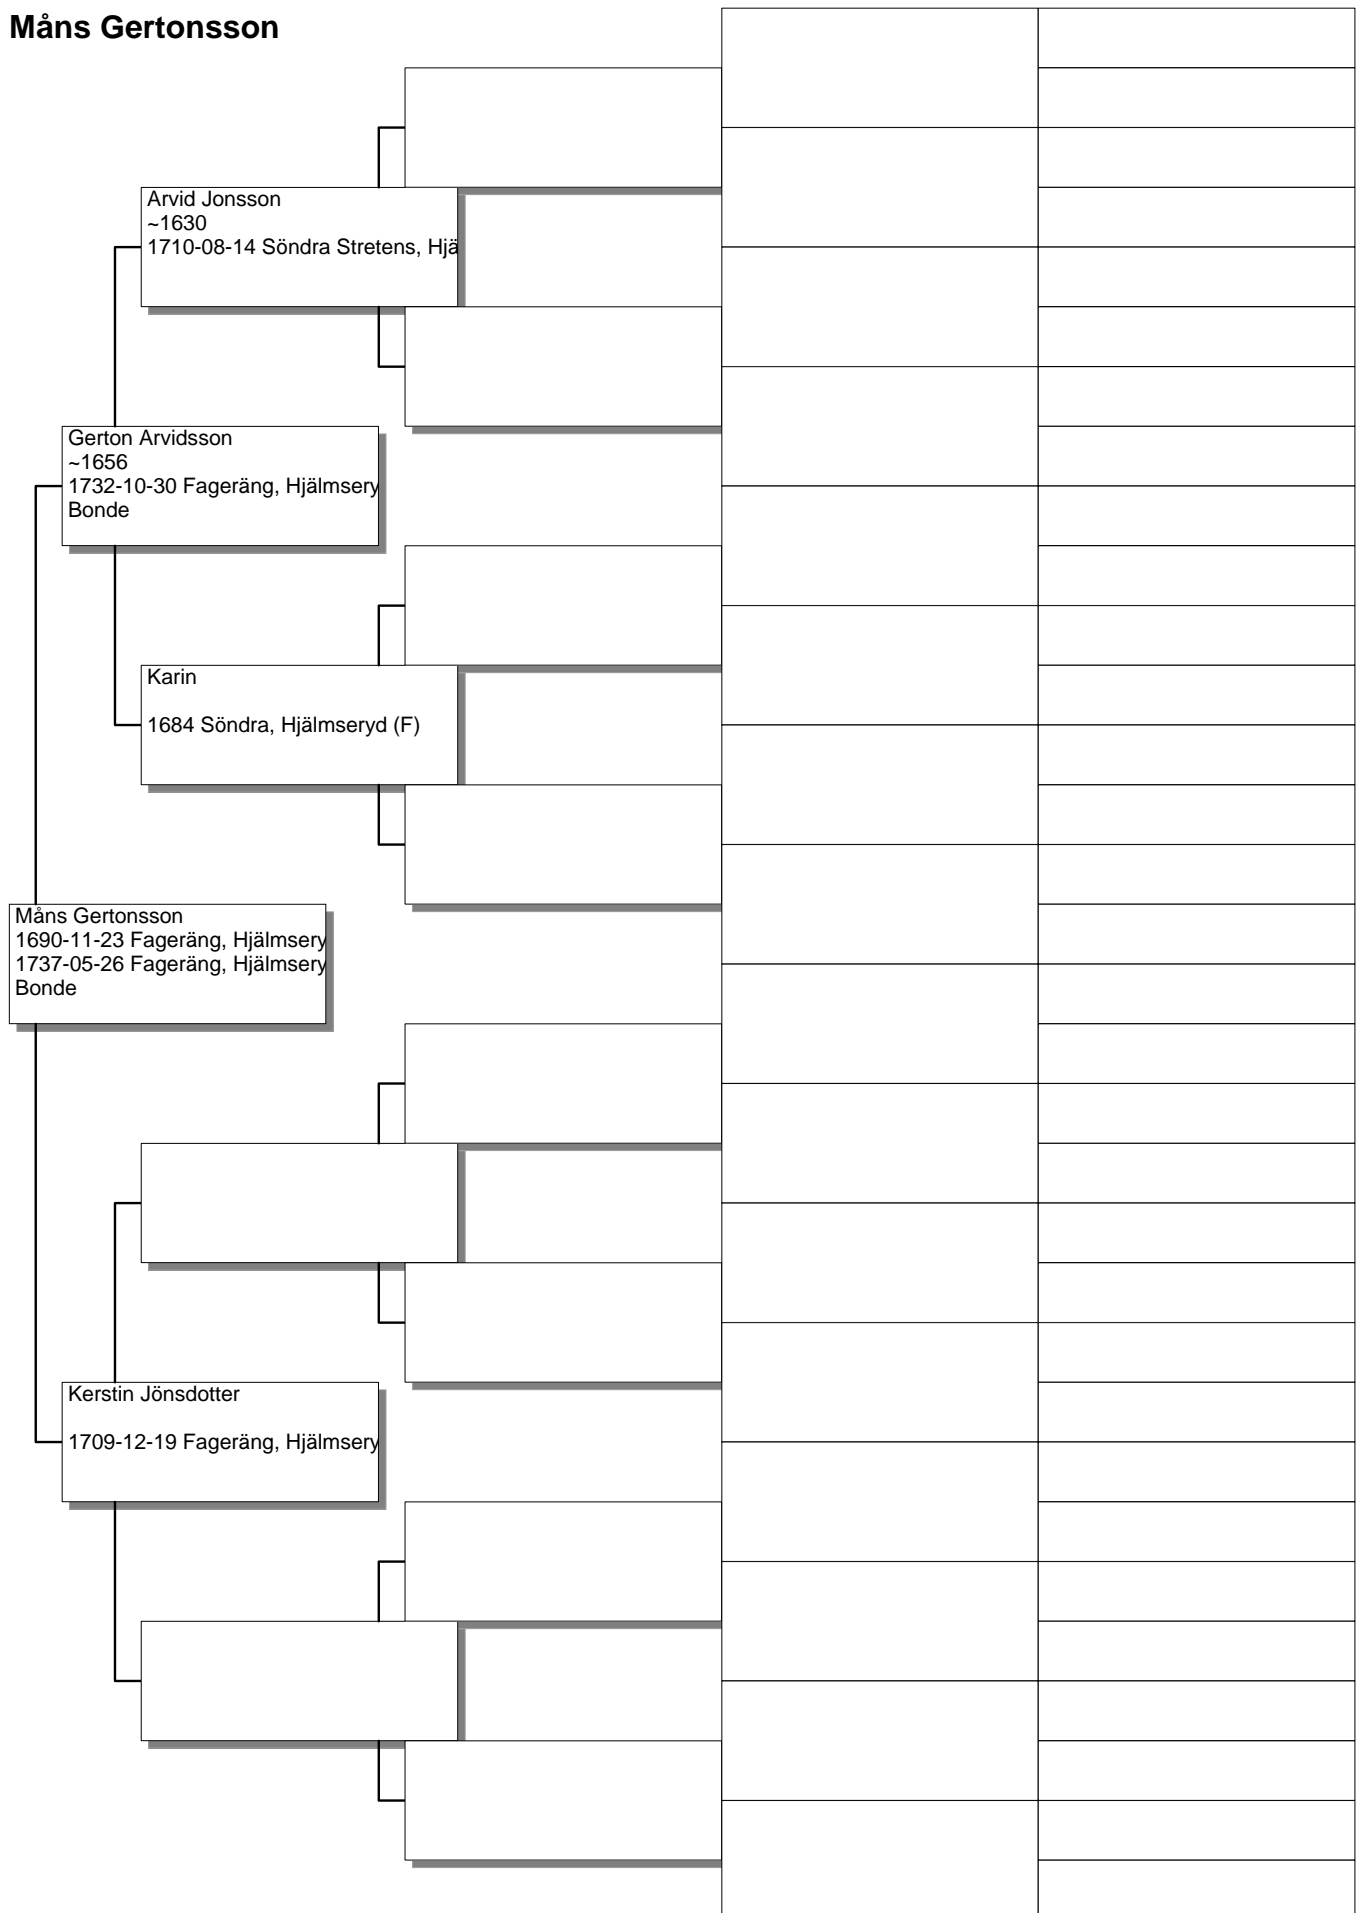 Måns Gertonsson
Arvid Jonsson
~1630
1710-08-14 Söndra Stretens, Hjä
Gerton Arvidsson
~1656
1732-10-30 Fageräng, Hjälmsery
Bonde
Karin
1684 Söndra, Hjälmseryd (F)
Måns Gertonsson
1690-11-23 Fageräng, Hjälmsery
1737-05-26 Fageräng, Hjälmsery
Bonde
Kerstin Jönsdotter
1709-12-19 Fageräng, Hjälmsery